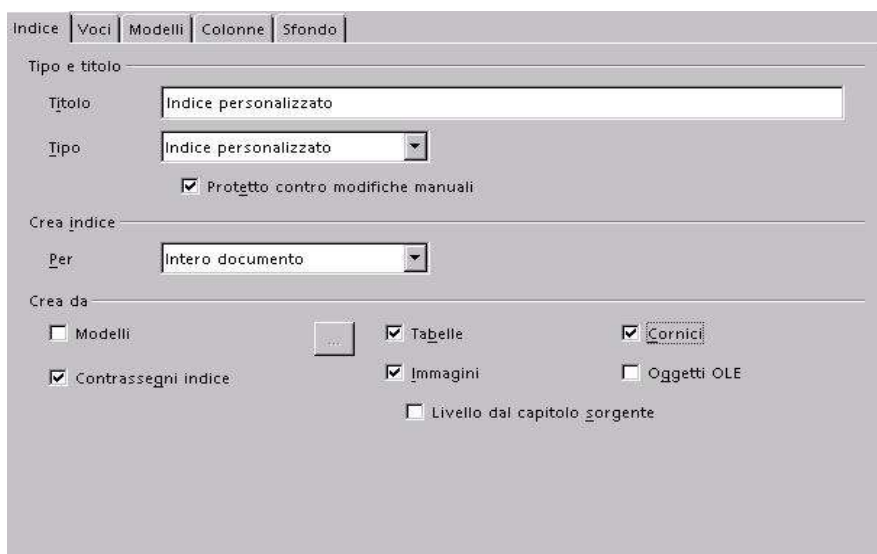 Indice Voci Modelli Colonne Sfondo
Tipo e titolo
Titolo Indice personalizzato
Tipo Indice personalizzato
Protetto contro modifiche manuali
Crea indice
Per Intero documento
Crea da
Modelli ... Tabelle Cornici
Contrassegni indice Immagini Oggetti OLE
Livello dal capitolo sorgente